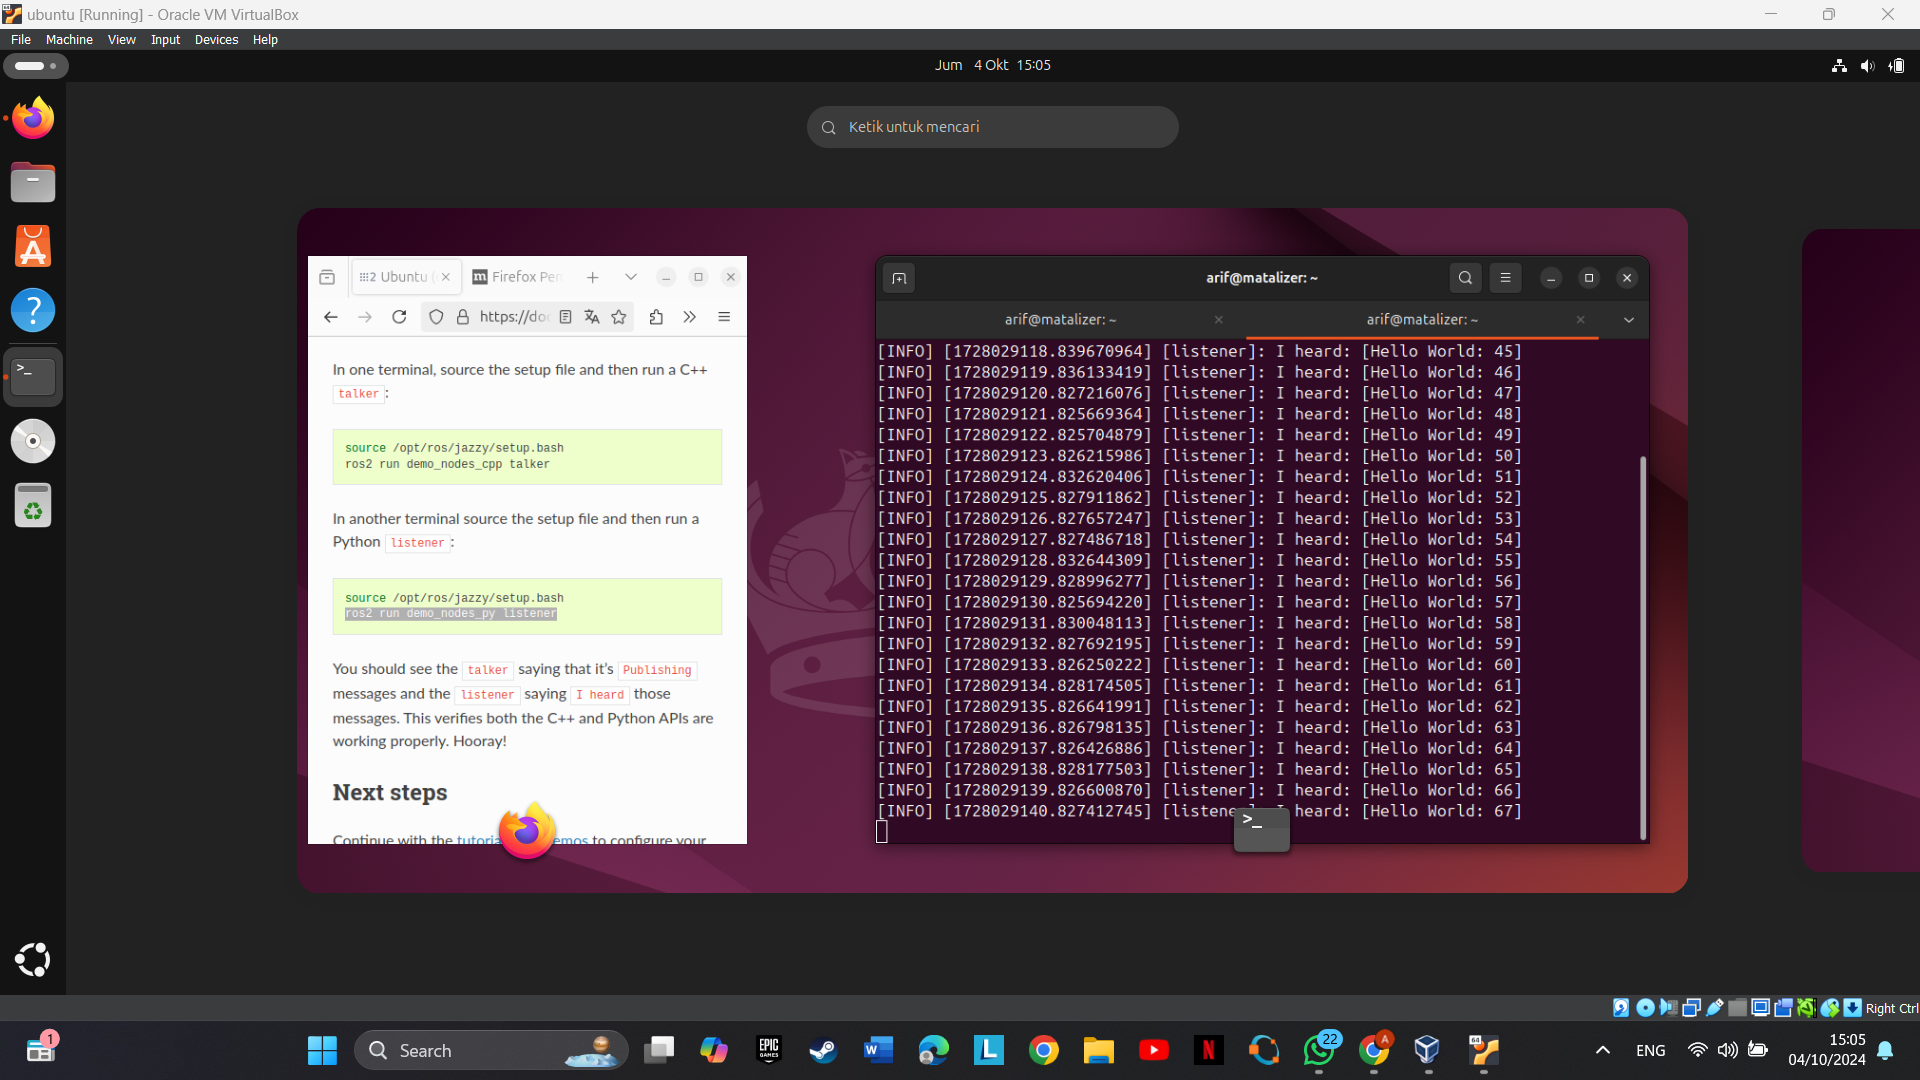 ubuntu [Running] - Oracle VM VirtualBox
File Machine View Input Devices Help
Jum 4 Okt 15:05
Ketik untuk mencari
2 Ubuntu (
Firefox Per
https://doc
In one terminal, source the setup file and then run a C++
talker:
source /opt/ros/jazzy/setup.bash
ros2 run demo_nodes_cpp talker
In another terminal source the setup file and then run a
Python listener:
source /opt/ros/jazzy/setup.bash
ros2 run demo_nodes_py listener
You should see the talker saying that it's Publishing
messages and the listener saying I heard those
messages. This verifies both the C++ and Python APIs are
working properly. Hooray!
Next steps
Continue with the tutoria emos to configure your
arif@matalizer: ~
arif@matalizer: ~
arif@matalizer: ~
[INFO] [1728029118.839670964] [listener]: I heard: [Hello World: 45]
[INFO] [1728029119.836133419] [listener]: I heard: [Hello World: 46]
[INFO] [1728029120.827216076] [listener]: I heard: [Hello World: 47]
[INFO] [1728029121.825669364] [listener]: I heard: [Hello World: 48]
[INFO] [1728029122.825704879] [listener]: I heard: [Hello World: 49]
[INFO] [1728029123.826215986] [listener]: I heard: [Hello World: 50]
[INFO] [1728029124.832620406] [listener]: I heard: [Hello World: 51]
[INFO] [1728029125.827911862] [listener]: I heard: [Hello World: 52]
[INFO] [1728029126.827657247] [listener]: I heard: [Hello World: 53]
[INFO] [1728029127.827486718] [listener]: I heard: [Hello World: 54]
[INFO] [1728029128.832644309] [listener]: I heard: [Hello World: 55]
[INFO] [1728029129.828996277] [listener]: I heard: [Hello World: 56]
[INFO] [1728029130.825694220] [listener]: I heard: [Hello World: 57]
[INFO] [1728029131.830048113] [listener]: I heard: [Hello World: 58]
[INFO] [1728029132.827692195] [listener]: I heard: [Hello World: 59]
[INFO] [1728029133.826250222] [listener]: I heard: [Hello World: 60]
[INFO] [1728029134.828174505] [listener]: I heard: [Hello World: 61]
[INFO] [1728029135.826641991] [listener]: I heard: [Hello World: 62]
[INFO] [1728029136.826798135] [listener]: I heard: [Hello World: 63]
[INFO] [1728029137.826426886] [listener]: I heard: [Hello World: 64]
[INFO] [1728029138.828177503] [listener]: I heard: [Hello World: 65]
[INFO] [1728029139.826600870] [listener]: I heard: [Hello World: 66]
[INFO] [1728029140.827412745] [listener]: I heard: [Hello World: 67]
Right Ctrl
1
Search
EPIC
GAMES
22
A
64
ENG
15:05
04/10/2024